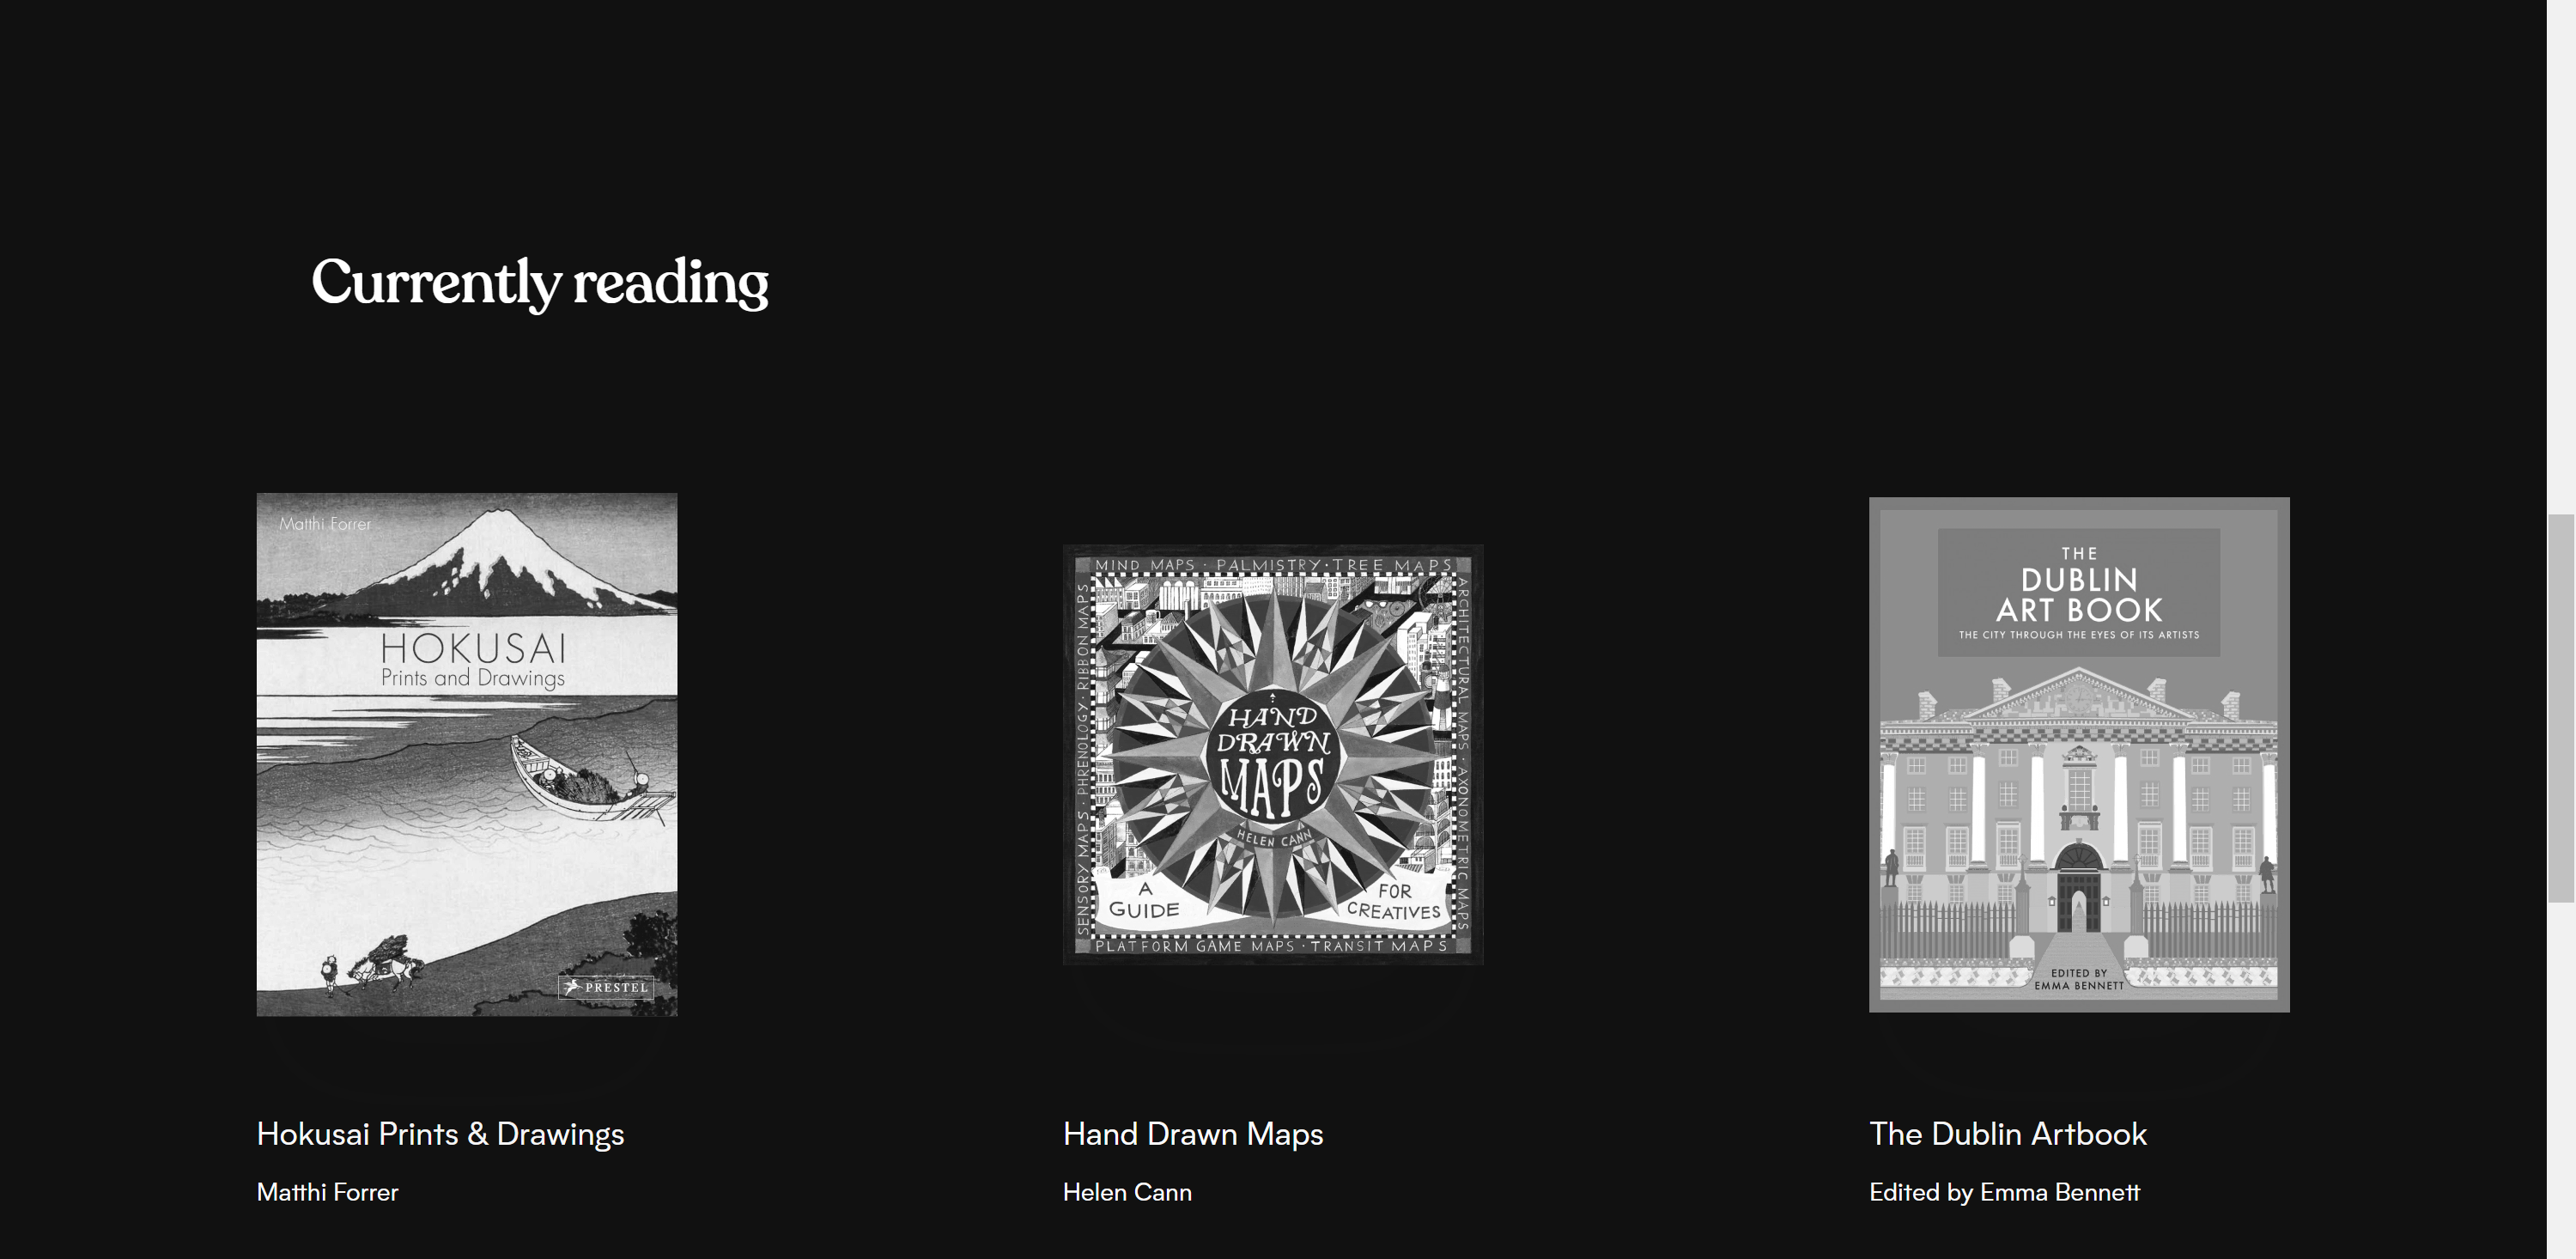 Currently reading
Matthi Forrer
HOKUSAI
Prints and Drawings
PRESTEL
MIND MAPS · PALMISTRY · TREE MAPS
ARCHITECTURAL MAPS · AXONOMETRIC MAPS
SENSORY MAPS · PHRENOLOGY · RIBBON MAPS
HAND
DRAWN
MAPS
HELEN CANN
A
GUIDE
FOR
CREATIVES
PLATFORM GAME MAPS · TRANSIT MAPS
THE
DUBLIN
ART BOOK
THE CITY THROUGH THE EYES OF ITS ARTISTS
EDITED BY
EMMA BENNETT
Hokusai Prints & Drawings
Matthi Forrer
Hand Drawn Maps
Helen Cann
The Dublin Artbook
Edited by Emma Bennett